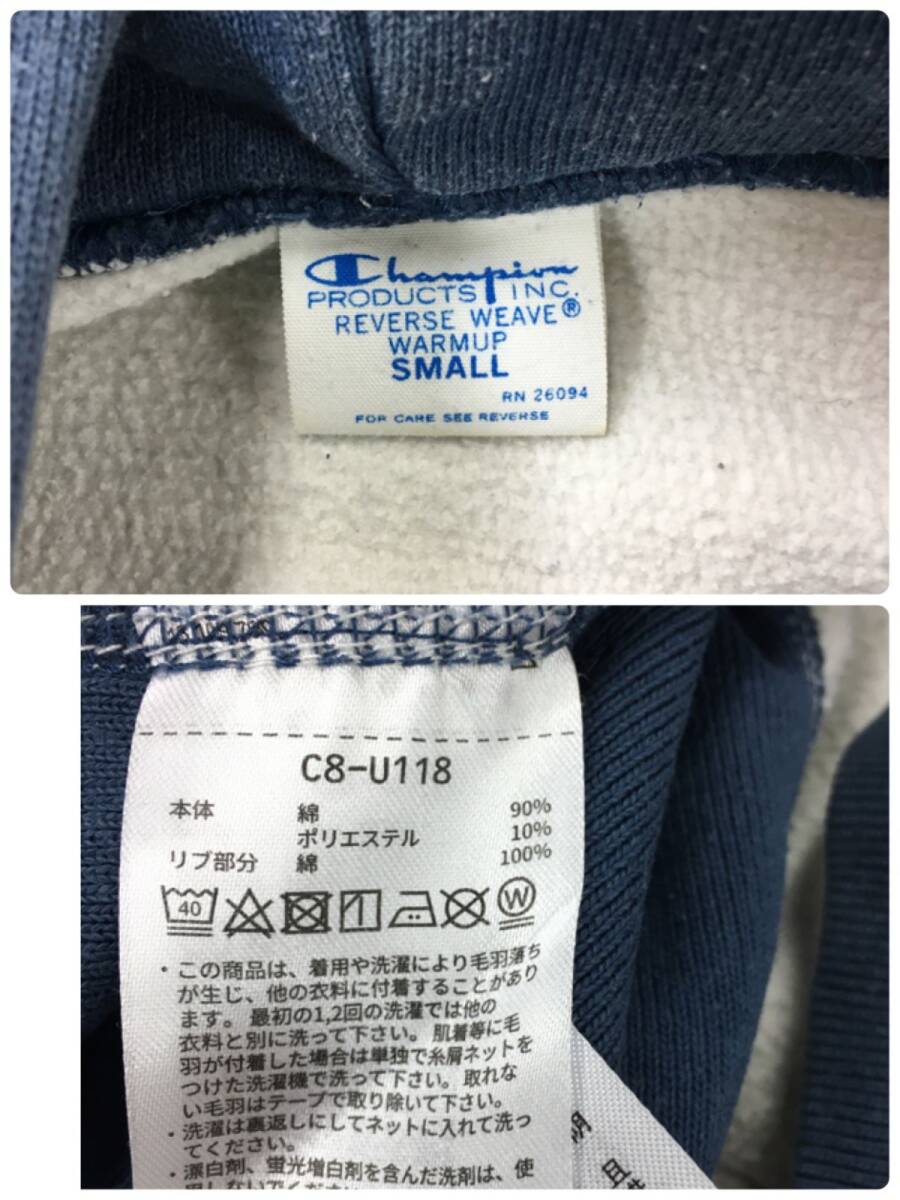 Champion
PRODUCTS INC.
REVERSE WEAVE®
WARMUP
SMALL
RN 26094
FOR CARE SEE REVERSE
C8-U118
本体 綿 90%
ポリエステル 10%
リブ部分 綿 100%
40 W
・この商品は、着用や洗濯により毛羽落ち
が生じ、他の衣料に付着することがあり
ます。最初の1,2回の洗濯では他の
衣料と別に洗って下さい。肌着等に毛
羽が付着した場合は単独で糸屑ネットを
つけた洗濯機で洗って下さい。取れな
い毛羽はテープで取り除いて下さい。
・洗濯は裏返しにしてネットに入れて洗っ
てください。
・漂白剤、蛍光増白剤を含んだ洗剤は、使
用しないでください